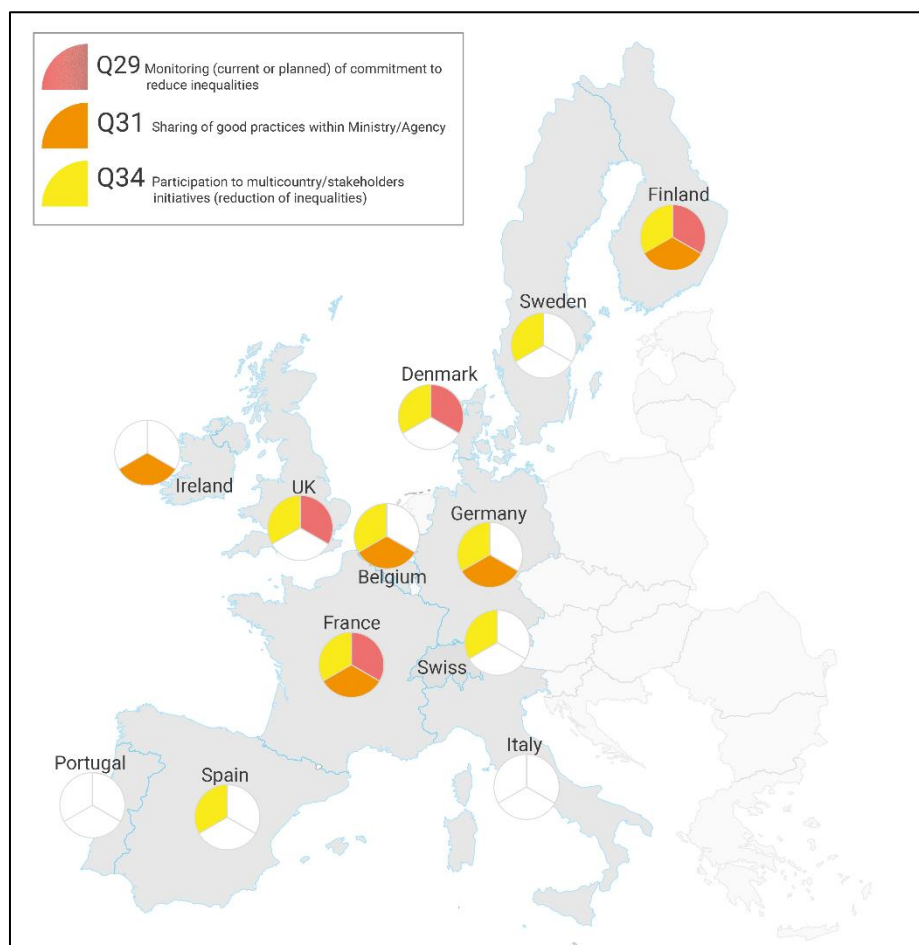 Q29 Monitoring (current or planned) of commitment to
reduce inequalities
Q31 Sharing of good practices within Ministry/Agency
Q34 Participation to multicountry/stakeholders
initiatives (reduction of inequalities)
Finland
Sweden
Denmark
Ireland
UK
Germany
Belgium
France
Swiss
Italy
Portugal
Spain